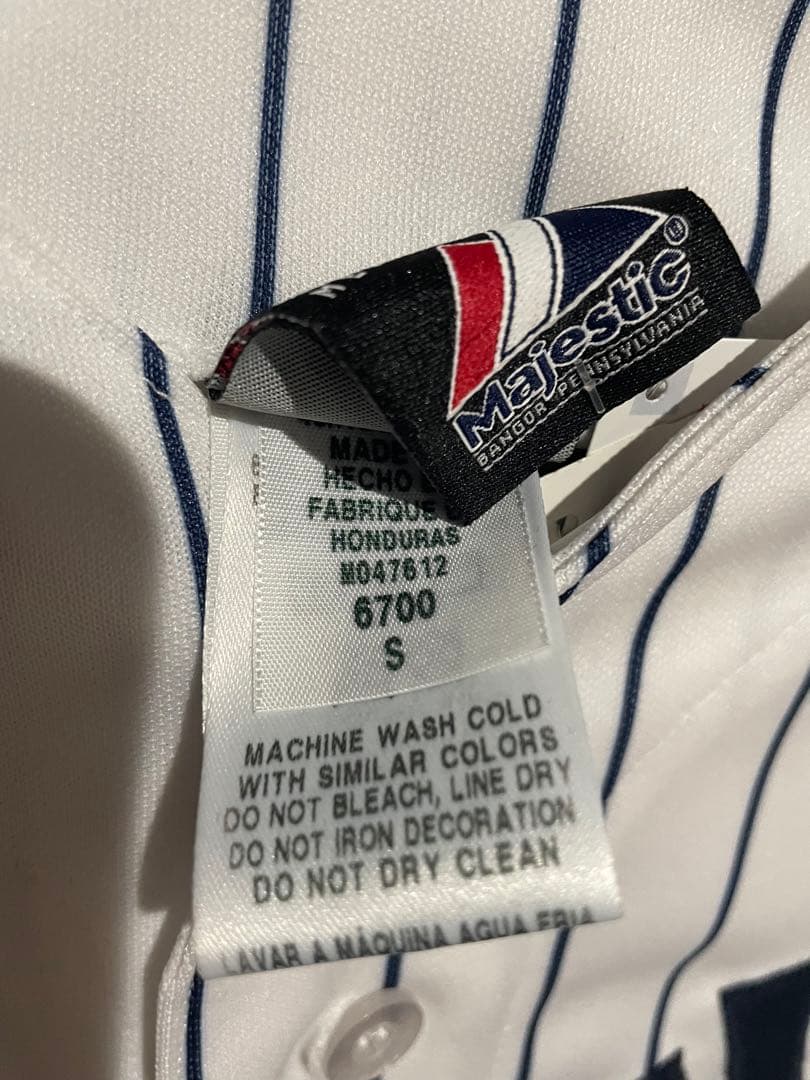 Majestic
BANGOR PENNSYLVANIA
MADE
HECHO
FABRIQUE
HONDURAS
M047612
6700
S
MACHINE WASH COLD
WITH SIMILAR COLORS
DO NOT BLEACH, LINE DRY
DO NOT IRON DECORATION
DO NOT DRY CLEAN
LAVAR A MÁQUINA AGUA FRIA